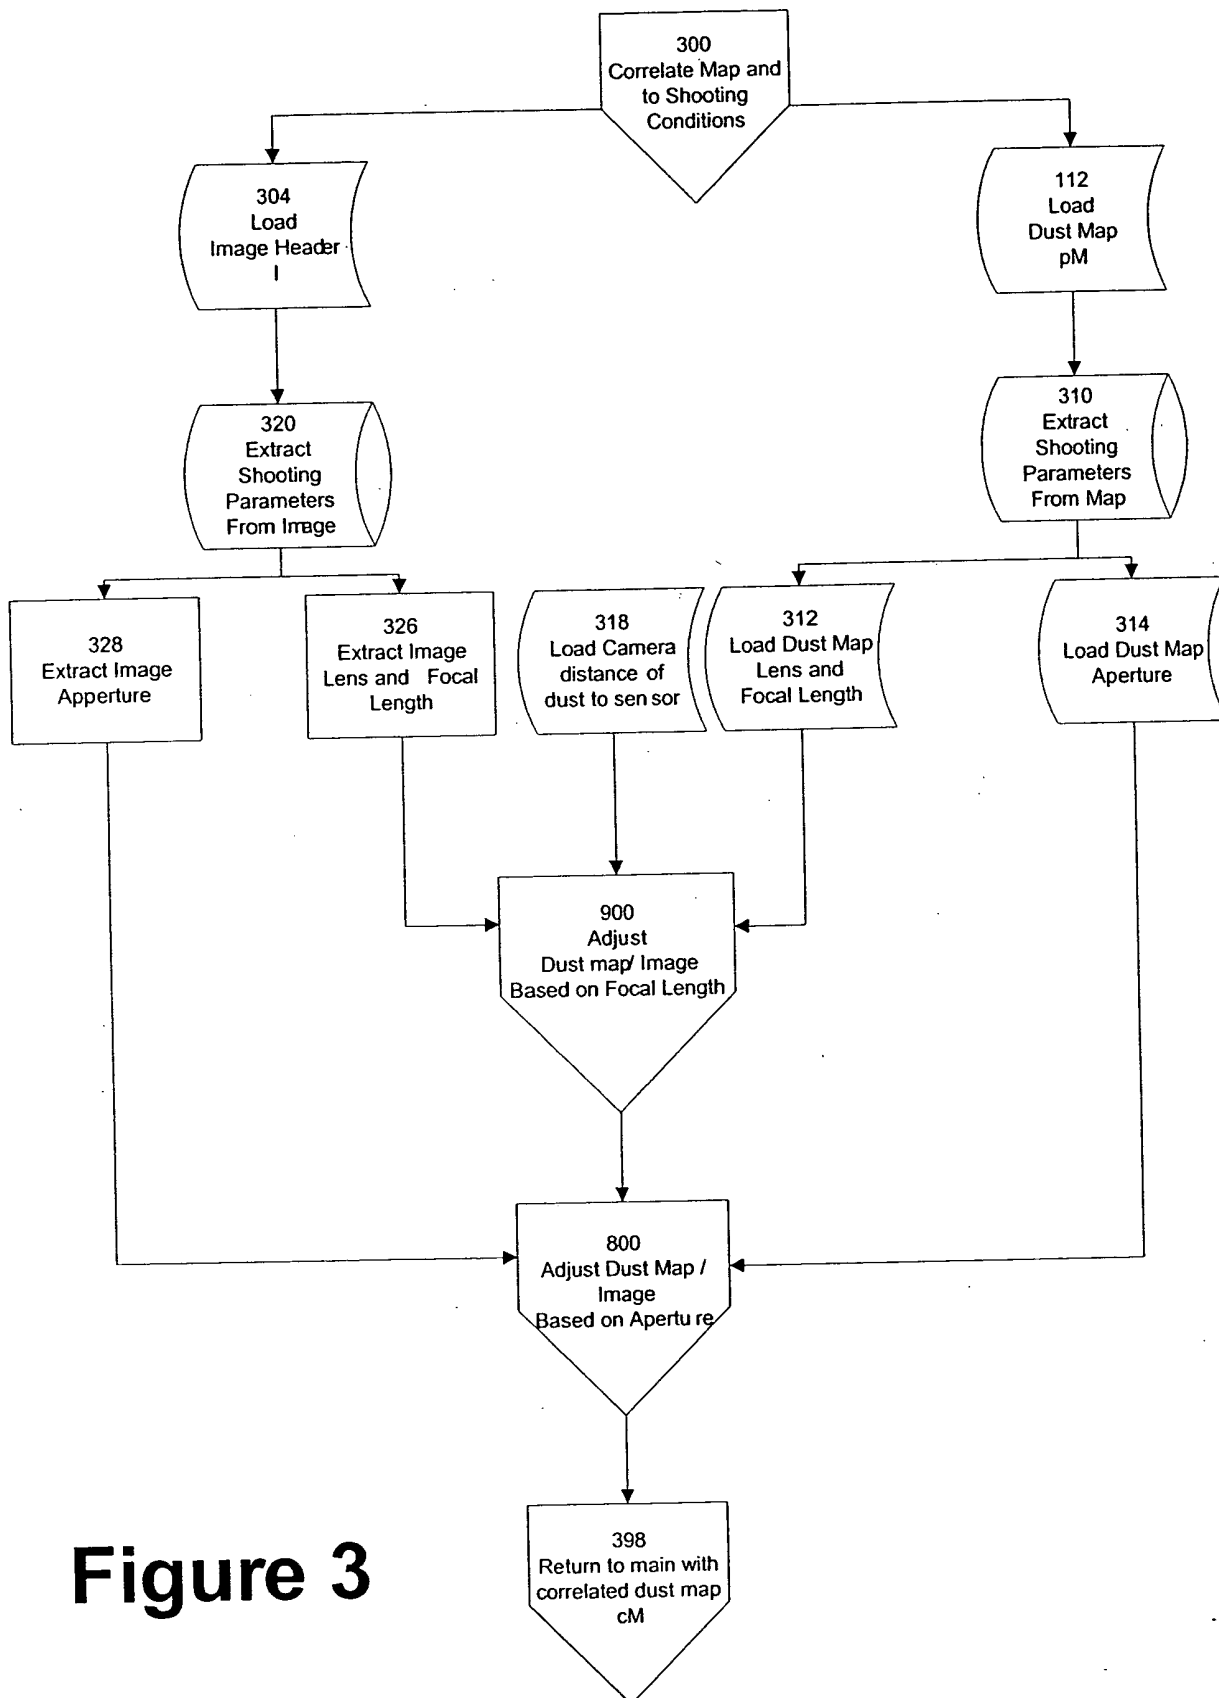 300
Correlate Map and
to Shooting
Conditions
304
Load
Image Header
I
112
Load
Dust Map
pM
320
Extract
Shooting
Parameters
From Image
310
Extract
Shooting
Parameters
From Map
328
Extract Image
Apperture
326
Extract Image
Lens and Focal
Length
318
Load Camera
distance of
dust to sensor
312
Load Dust Map
Lens and
Focal Length
314
Load Dust Map
Aperture
900
Adjust
Dust map/ Image
Based on Focal Length
800
Adjust Dust Map /
Image
Based on Aperture
398
Return to main with
correlated dust map
cM
Figure 3